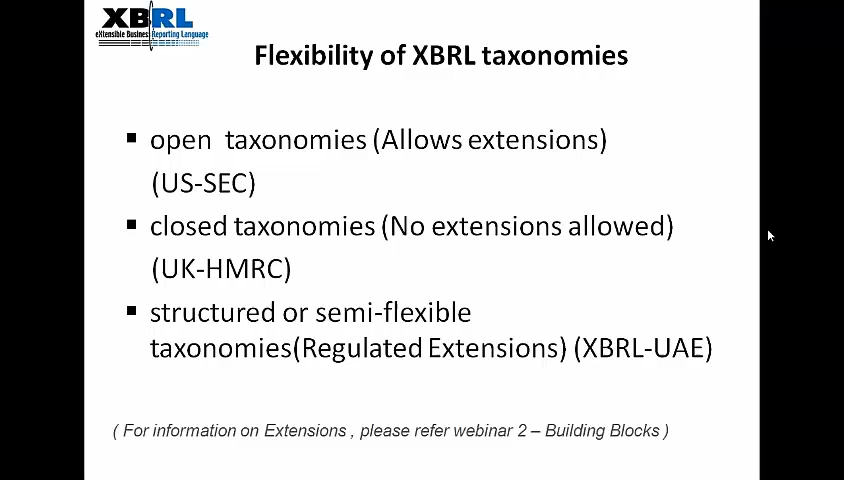 XBRL
eXtensible Business Reporting Language
Flexibility of XBRL taxonomies
▪ open taxonomies (Allows extensions)
(US-SEC)
▪ closed taxonomies (No extensions allowed)
(UK-HMRC)
▪ structured or semi-flexible
taxonomies(Regulated Extensions) (XBRL-UAE)
( For information on Extensions , please refer webinar 2 – Building Blocks )